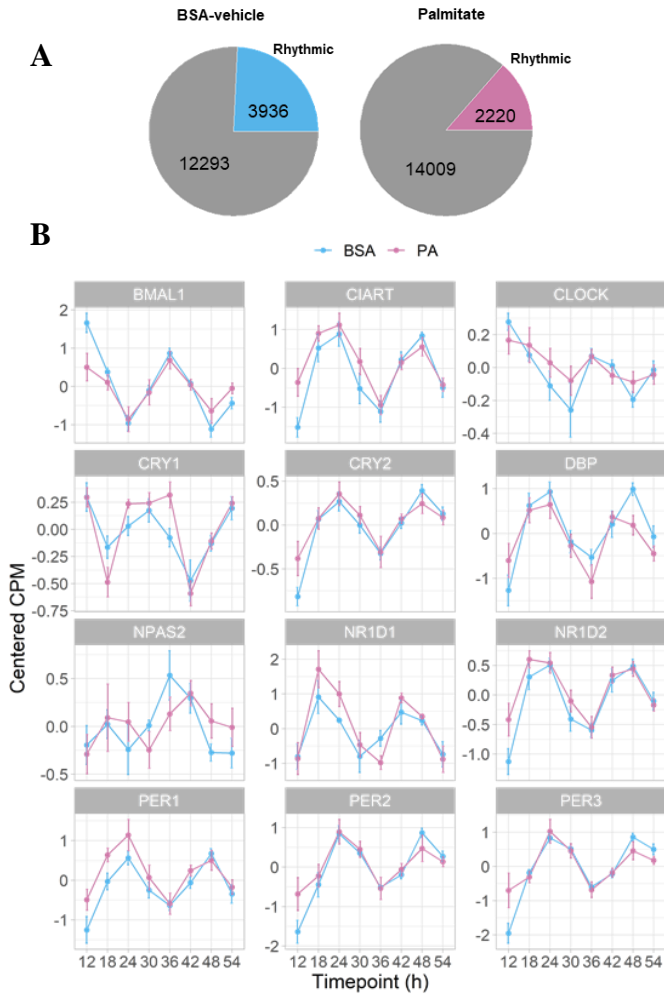 BSA-vehicle Palmitate
A
Rhythmic Rhythmic
3936 2220
12293 14009
B
BSA PA
BMAL1 CIART CLOCK
2 1 0 -1
1 0 -1
0.2 0.0 -0.2 -0.4
CRY1 CRY2 DBP
0.25 0.00 -0.25 -0.50 -0.75
0.5 0.0 -0.5
1 0 -1
NPAS2 NR1D1 NR1D2
0.5 0.0 -0.5
2 1 0 -1
0.5 0.0 -0.5 -1.0
PER1 PER2 PER3
1 0 -1
1 0 -1 -2
1 0 -1 -2
Centered CPM
12 18 24 30 36 42 48 54 12 18 24 30 36 42 48 54 12 18 24 30 36 42 48 54
Timepoint (h)